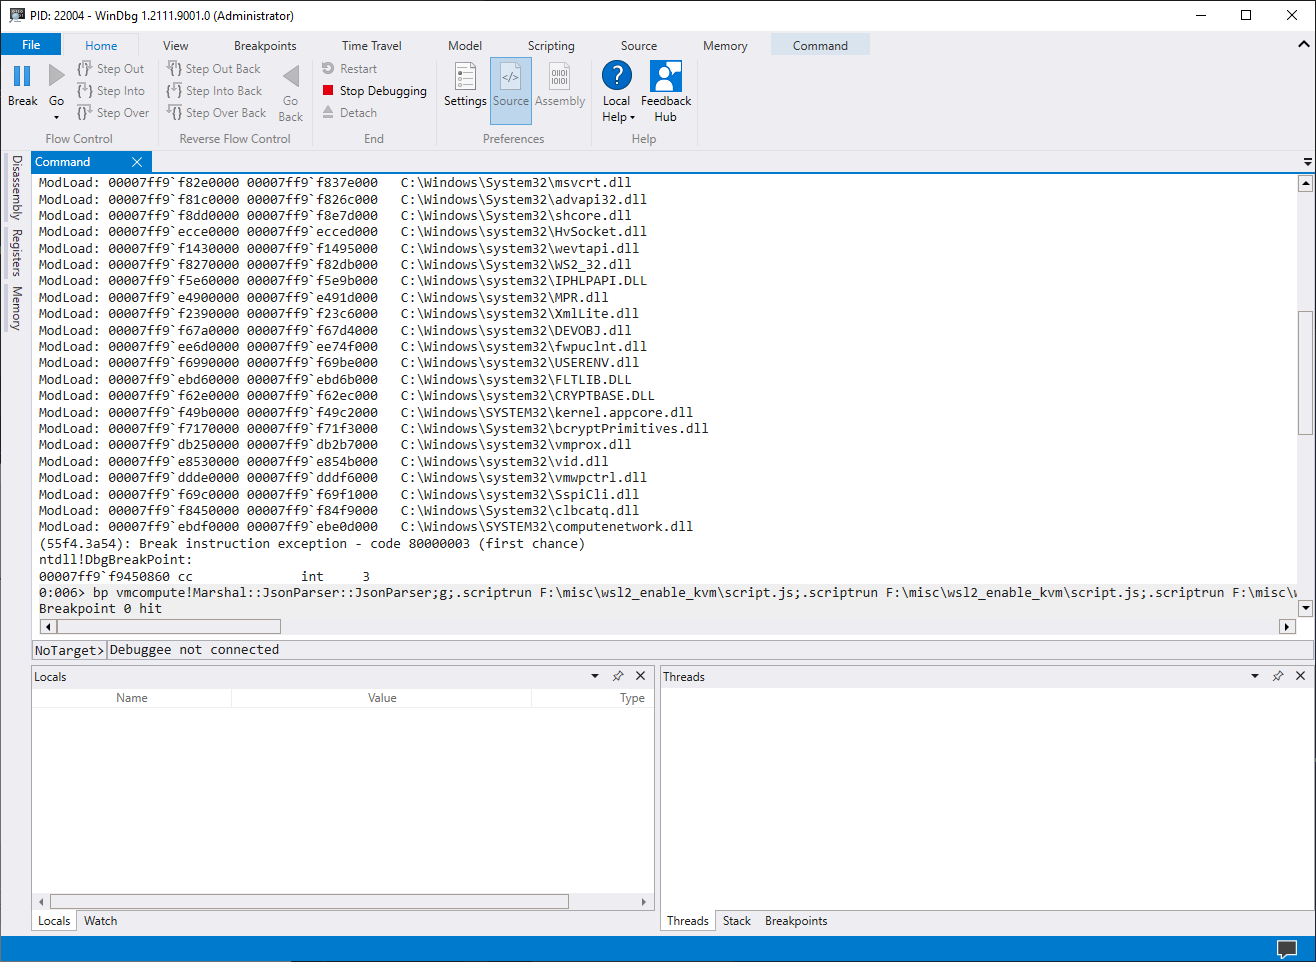 PID: 22004 - WinDbg 1.2111.9001.0 (Administrator)
File Home View Breakpoints Time Travel Model Scripting Source Memory Command
Break
Go
Step Out
Step Into
Step Over
Flow Control
Step Out Back
Step Into Back
Step Over Back
Go Back
Reverse Flow Control
Restart
Stop Debugging
Detach
End
Settings
Source
Assembly
Preferences
Local Help
Feedback Hub
Help
Disassembly
Registers
Memory
Command
ModLoad: 00007ff9`f82e0000 00007ff9`f837e000   C:\Windows\System32\msvcrt.dll
ModLoad: 00007ff9`f81c0000 00007ff9`f826c000   C:\Windows\System32\advapi32.dll
ModLoad: 00007ff9`f8dd0000 00007ff9`f8e7d000   C:\Windows\System32\shcore.dll
ModLoad: 00007ff9`ecce0000 00007ff9`ecced000   C:\Windows\system32\HvSocket.dll
ModLoad: 00007ff9`f1430000 00007ff9`f1495000   C:\Windows\system32\wevtapi.dll
ModLoad: 00007ff9`f8270000 00007ff9`f82db000   C:\Windows\System32\WS2_32.dll
ModLoad: 00007ff9`f5e60000 00007ff9`f5e9b000   C:\Windows\system32\IPHLPAPI.DLL
ModLoad: 00007ff9`e4900000 00007ff9`e491d000   C:\Windows\system32\MPR.dll
ModLoad: 00007ff9`f2390000 00007ff9`f23c6000   C:\Windows\system32\XmlLite.dll
ModLoad: 00007ff9`f67a0000 00007ff9`f67d4000   C:\Windows\system32\DEVOBJ.dll
ModLoad: 00007ff9`ee6d0000 00007ff9`ee74f000   C:\Windows\system32\fwpuclnt.dll
ModLoad: 00007ff9`f6990000 00007ff9`f69be000   C:\Windows\system32\USERENV.dll
ModLoad: 00007ff9`ebd60000 00007ff9`ebd6b000   C:\Windows\system32\FLTLIB.DLL
ModLoad: 00007ff9`f62e0000 00007ff9`f62ec000   C:\Windows\system32\CRYPTBASE.DLL
ModLoad: 00007ff9`f49b0000 00007ff9`f49c2000   C:\Windows\SYSTEM32\kernel.appcore.dll
ModLoad: 00007ff9`f7170000 00007ff9`f71f3000   C:\Windows\System32\bcryptPrimitives.dll
ModLoad: 00007ff9`db250000 00007ff9`db2b7000   C:\Windows\system32\vmprox.dll
ModLoad: 00007ff9`e8530000 00007ff9`e854b000   C:\Windows\system32\vid.dll
ModLoad: 00007ff9`ddde0000 00007ff9`dddf6000   C:\Windows\system32\vmwpctrl.dll
ModLoad: 00007ff9`f69c0000 00007ff9`f69f1000   C:\Windows\system32\SspiCli.dll
ModLoad: 00007ff9`f8450000 00007ff9`f84f9000   C:\Windows\System32\clbcatq.dll
ModLoad: 00007ff9`ebdf0000 00007ff9`ebe0d000   C:\Windows\SYSTEM32\computenetwork.dll
(55f4.3a54): Break instruction exception - code 80000003 (first chance)
ntdll!DbgBreakPoint:
00007ff9`f9450860 cc              int     3
0:006> bp vmcompute!Marshal::JsonParser::JsonParser;g;.scriptrun F:\misc\wsl2_enable_kvm\script.js;.scriptrun F:\misc\wsl2_enable_kvm\script.js;.scriptrun F:\misc\w
Breakpoint 0 hit
NoTarget> Debuggee not connected
Locals
Name Value Type
Locals Watch
Threads
Threads Stack Breakpoints